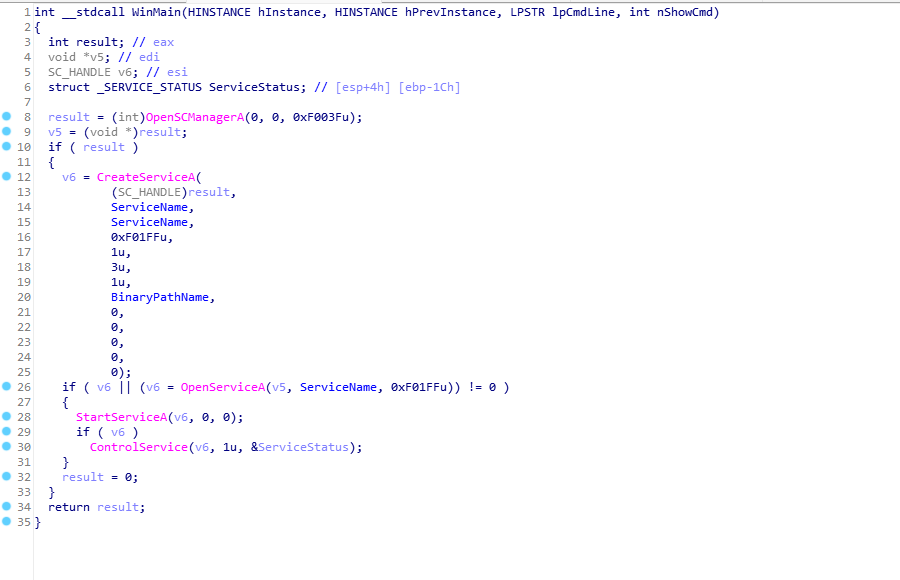 1 int __stdcall WinMain(HINSTANCE hInstance, HINSTANCE hPrevInstance, LPSTR lpCmdLine, int nShowCmd)
2 {
3   int result; // eax
4   void *v5; // edi
5   SC_HANDLE v6; // esi
6   struct _SERVICE_STATUS ServiceStatus; // [esp+4h] [ebp-1Ch]
7
8   result = (int)OpenSCManagerA(0, 0, 0xF003Fu);
9   v5 = (void *)result;
10   if ( result )
11   {
12     v6 = CreateServiceA(
13            (SC_HANDLE)result,
14            ServiceName,
15            ServiceName,
16            0xF01FFu,
17            1u,
18            3u,
19            1u,
20            BinaryPathName,
21            0,
22            0,
23            0,
24            0,
25            0);
26     if ( v6 || (v6 = OpenServiceA(v5, ServiceName, 0xF01FFu)) != 0 )
27     {
28       StartServiceA(v6, 0, 0);
29       if ( v6 )
30         ControlService(v6, 1u, &ServiceStatus);
31     }
32     result = 0;
33   }
34   return result;
35 }